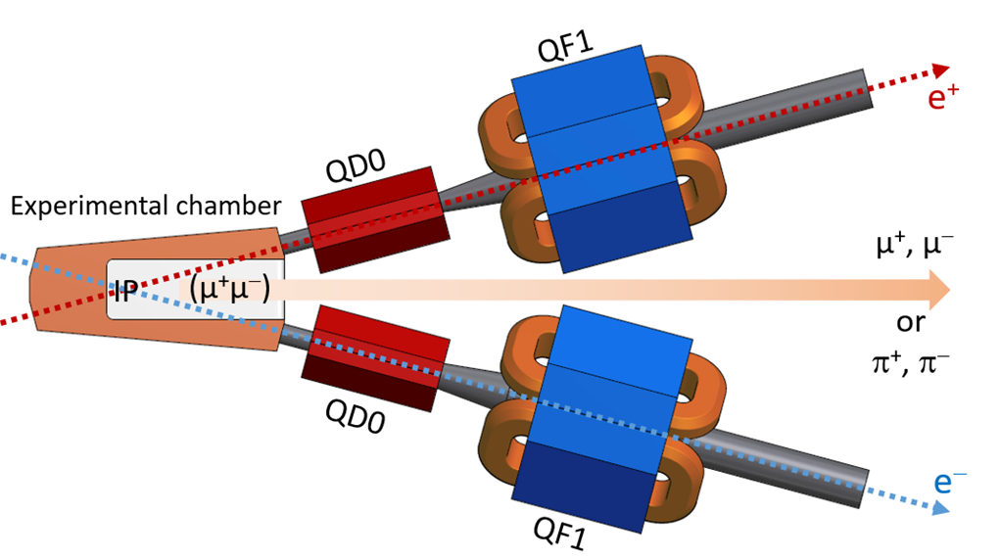 QF1
e⁺
QD0
Experimental chamber
μ⁺, μ⁻
IP
(μ⁺μ⁻)
or
π⁺, π⁻
QD0
e⁻
QF1